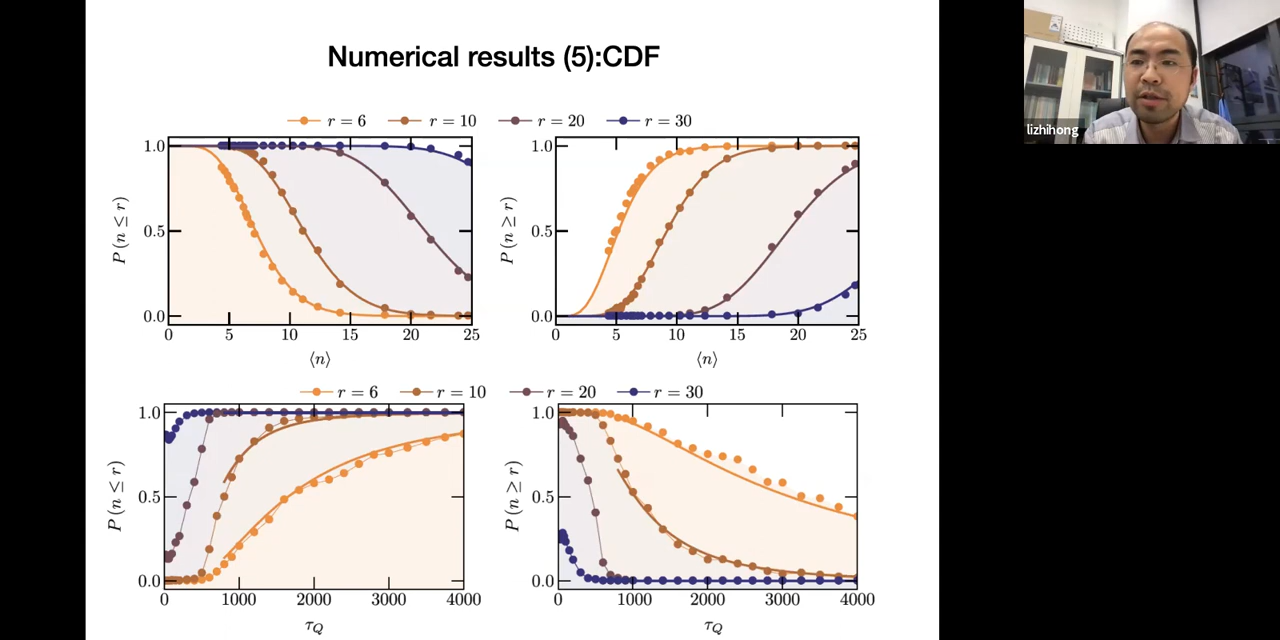 Numerical results (5):CDF
lizhihong
r = 6 r = 10 r = 20 r = 30
1.0 1.0
P (n ≤ r) 0.5 P (n ≥ r) 0.5
0.0 0.0
0 5 10 15 20 25 0 5 10 15 20 25
⟨n⟩ ⟨n⟩
r = 6 r = 10 r = 20 r = 30
1.0 1.0
P (n ≤ r) 0.5 P (n ≥ r) 0.5
0.0 0.0
0 1000 2000 3000 4000 0 1000 2000 3000 4000
τQ τQ